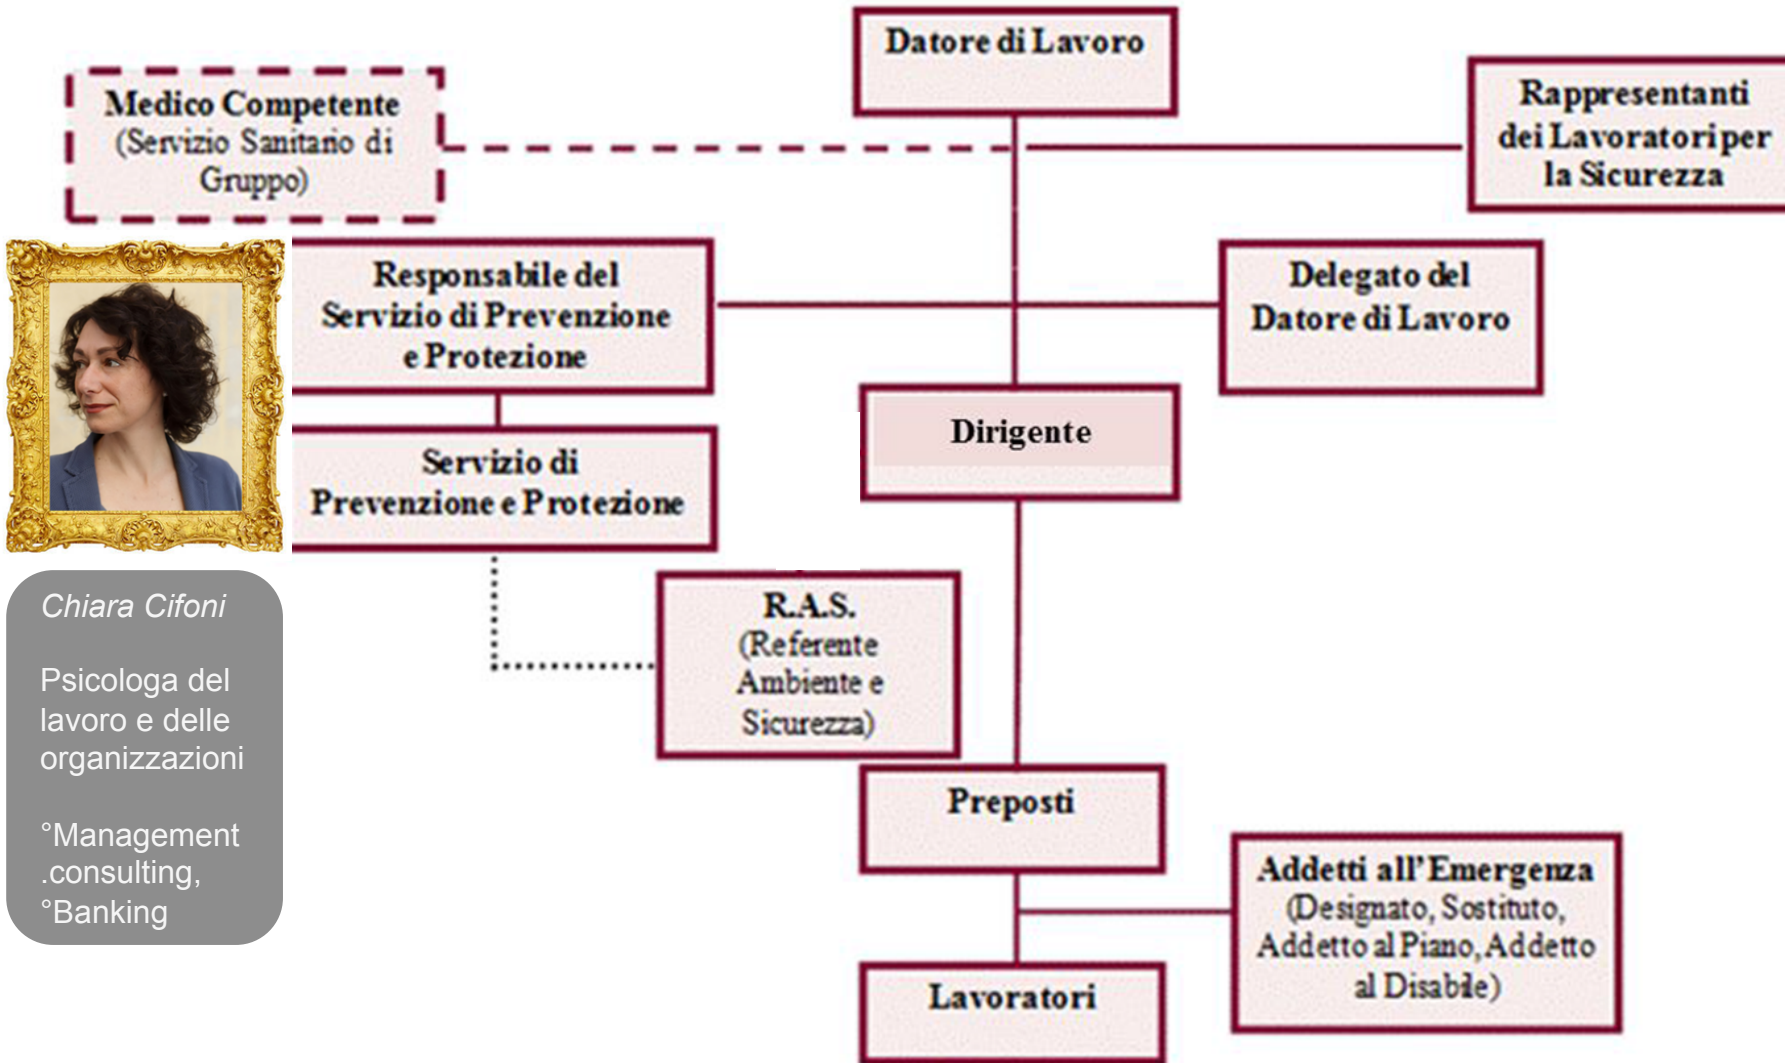 Datore di Lavoro
Medico Competente
(Servizio Sanitario di
Gruppo)
Rappresentanti
dei Lavoratori per
la Sicurezza
Responsabile del
Servizio di Prevenzione
e Protezione
Delegato del
Datore di Lavoro
Dirigente
Servizio di
Prevenzione e Protezione
R.A.S.
(Referente
Ambiente e
Sicurezza)
Chiara Cifoni
Psicologa del
lavoro e delle
organizzazioni
°Management
.consulting,
°Banking
Preposti
Addetti all’Emergenza
(Designato, Sostituto,
Addetto al Piano, Addetto
al Disabile)
Lavoratori